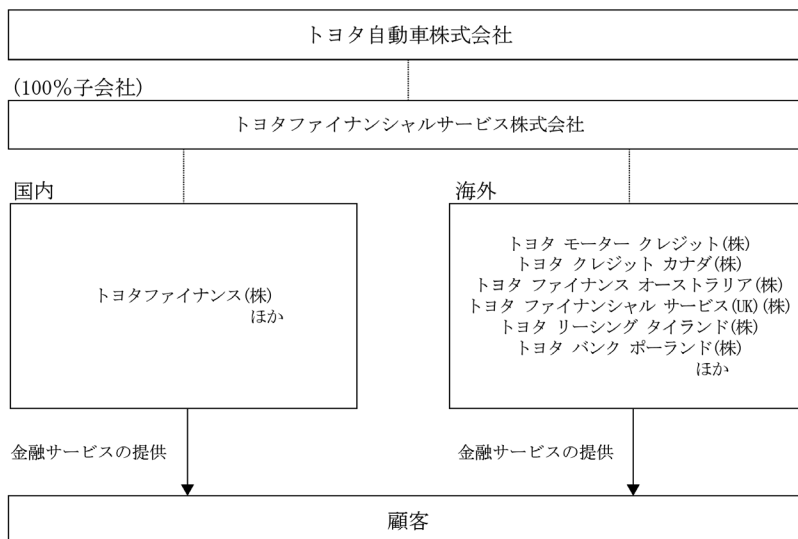 トヨタ自動車株式会社
(100%子会社)
トヨタファイナンシャルサービス株式会社
国内
トヨタファイナンス(株)
ほか
海外
トヨタ モーター クレジット(株)
トヨタ クレジット カナダ(株)
トヨタ ファイナンス オーストラリア(株)
トヨタ ファイナンシャル サービス(UK)(株)
トヨタ リーシング タイランド(株)
トヨタ バンク ポーランド(株)
ほか
金融サービスの提供
金融サービスの提供
顧客